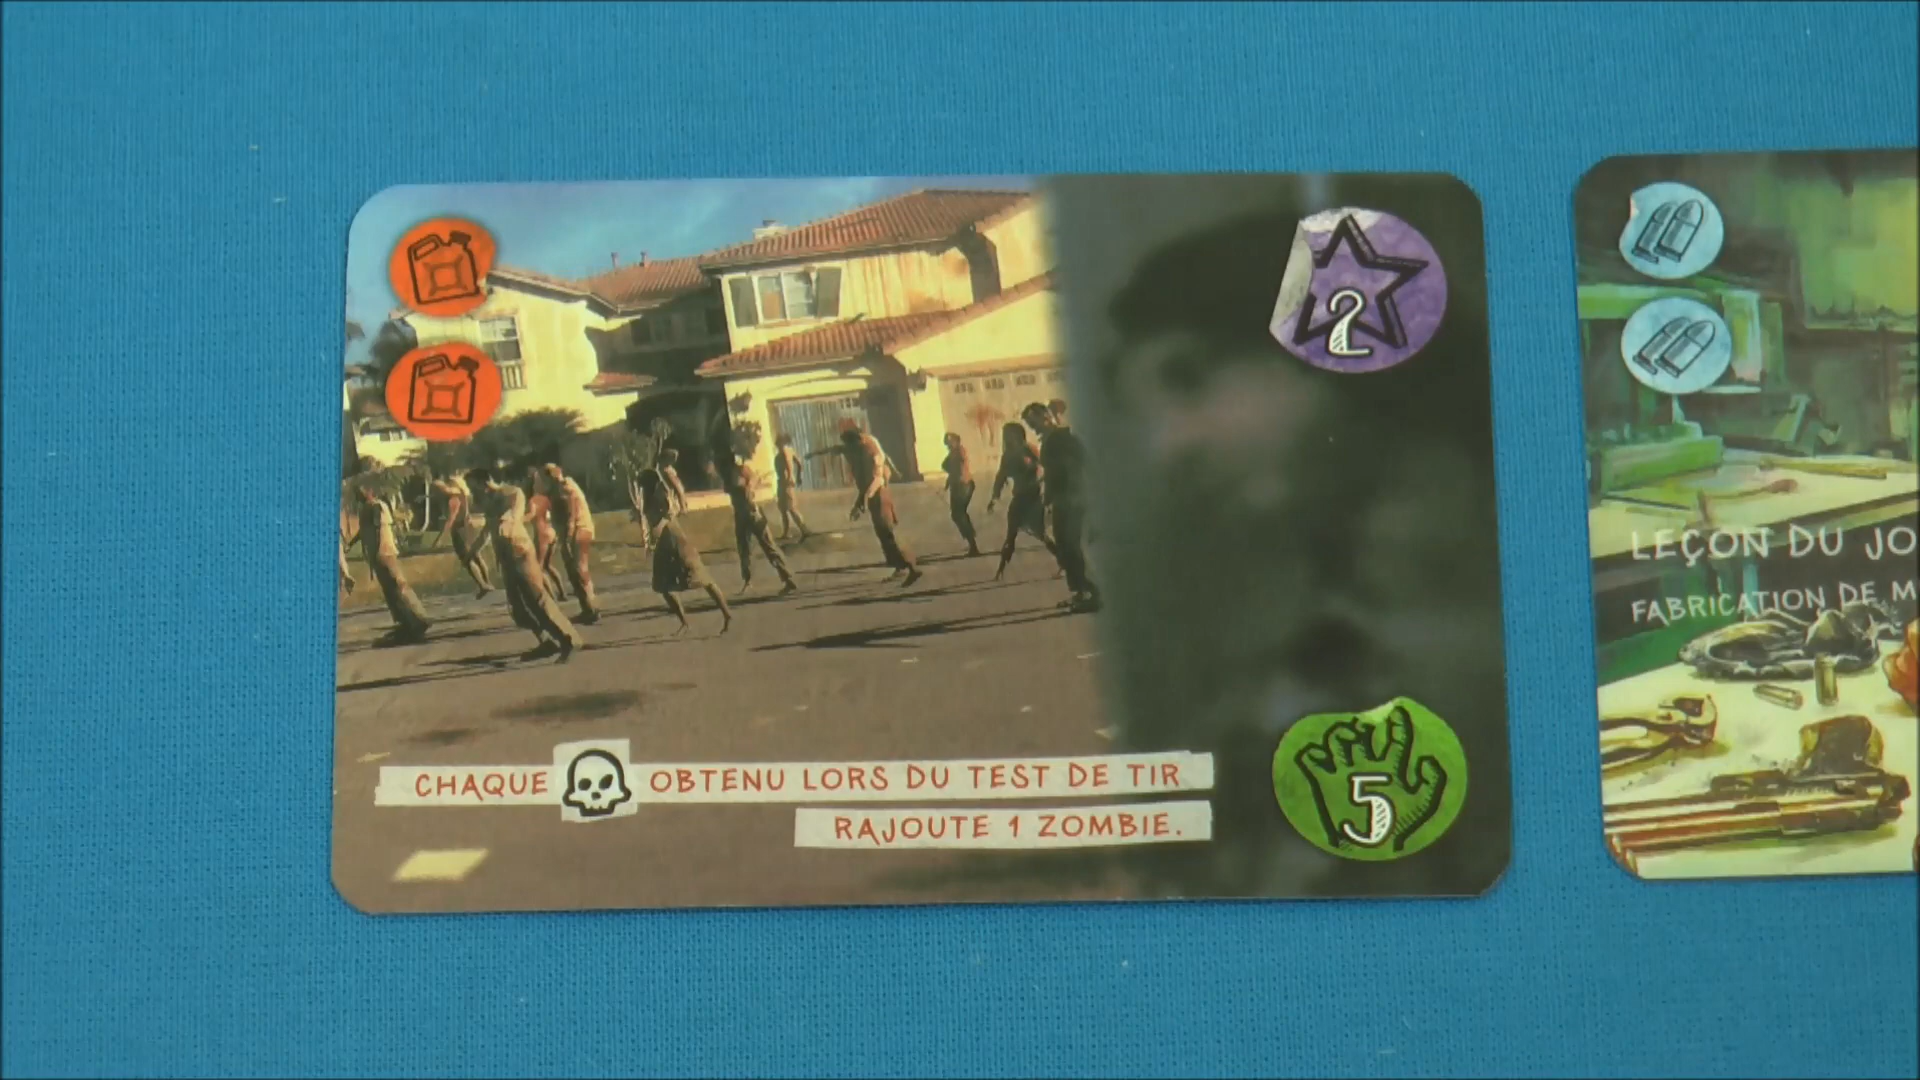 2
CHAQUE OBTENU LORS DU TEST DE TIR
RAJOUTE 1 ZOMBIE.
5
LEÇON DU JO
FABRICATION DE M